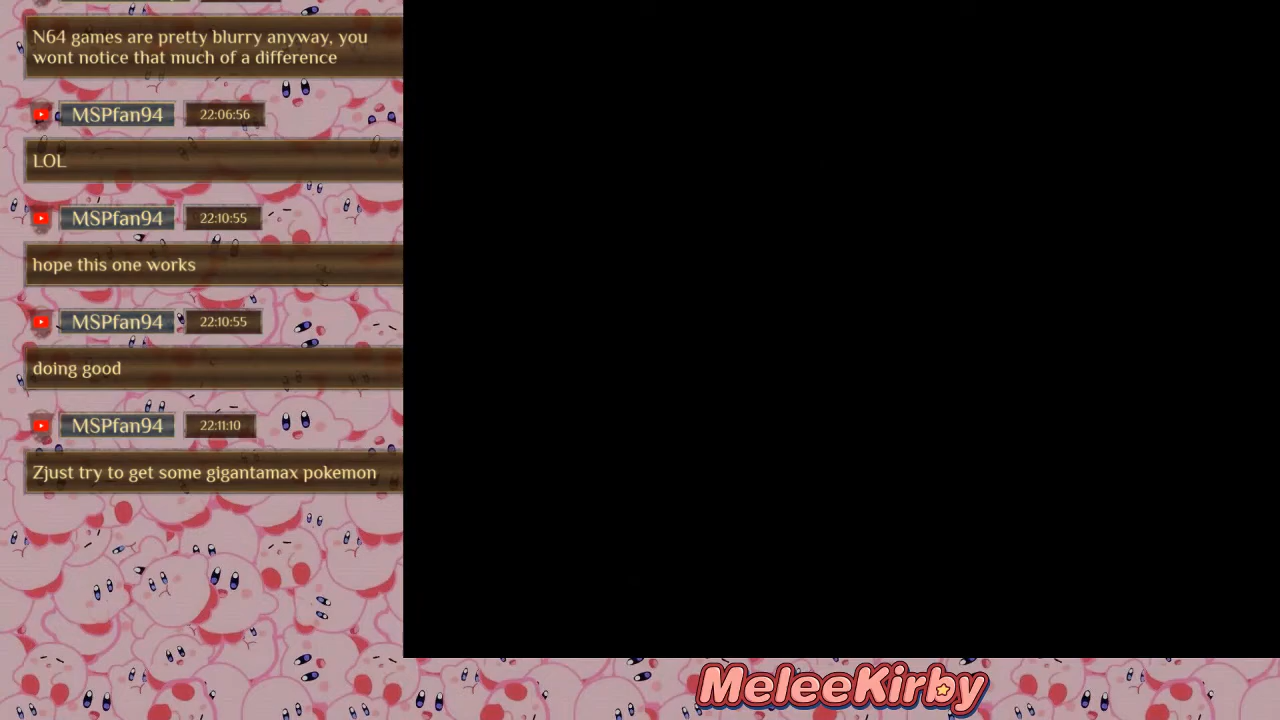 N64 games are pretty blurry anyway, you
wont notice that much of a difference
MSPfan94 22:06:56
LOL
MSPfan94 22:10:55
hope this one works
MSPfan94 22:10:55
doing good
MSPfan94 22:11:10
Zjust try to get some gigantamax pokemon
MeleeKirby